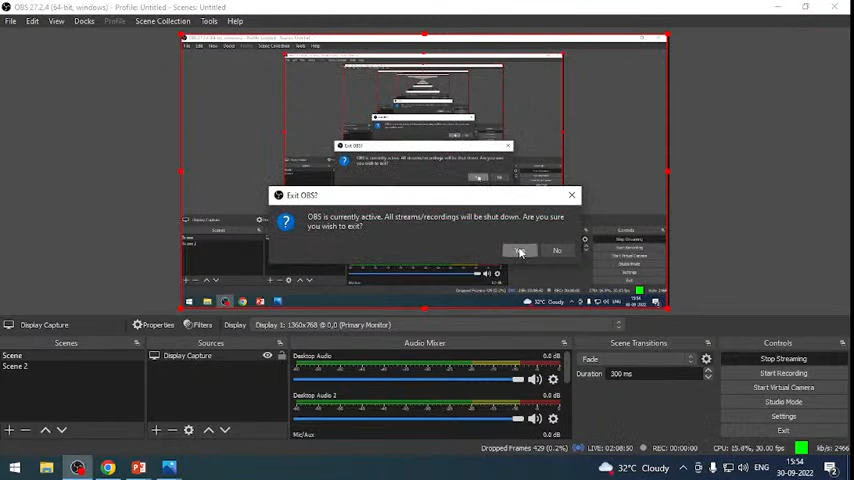 OBS 27.2.4 (64-bit, windows) - Profile: Untitled - Scenes: Untitled
File Edit View Docks Profile Scene Collection Tools Help
Exit OBS?
OBS is currently active. All streams/recordings will be shut down. Are you sure
you wish to exit?
Yes No
Display Capture Properties Filters Display Display 1: 1360x768 @ 0,0 (Primary Monitor)
Scenes Sources Audio Mixer Scene Transitions Controls
Scene
Scene 2
Display Capture
Desktop Audio 0.0 dB
Desktop Audio 2 0.0 dB
Mic/Aux 0.0 dB
Fade
Duration 300 ms
Stop Streaming
Start Recording
Start Virtual Camera
Studio Mode
Settings
Exit
Dropped Frames 429 (0.2%) LIVE: 02:08:50 REC: 00:00:00 CPU: 15.8%, 30.00 fps kb/s: 2466
32°C Cloudy ENG 15:54
30-09-2022